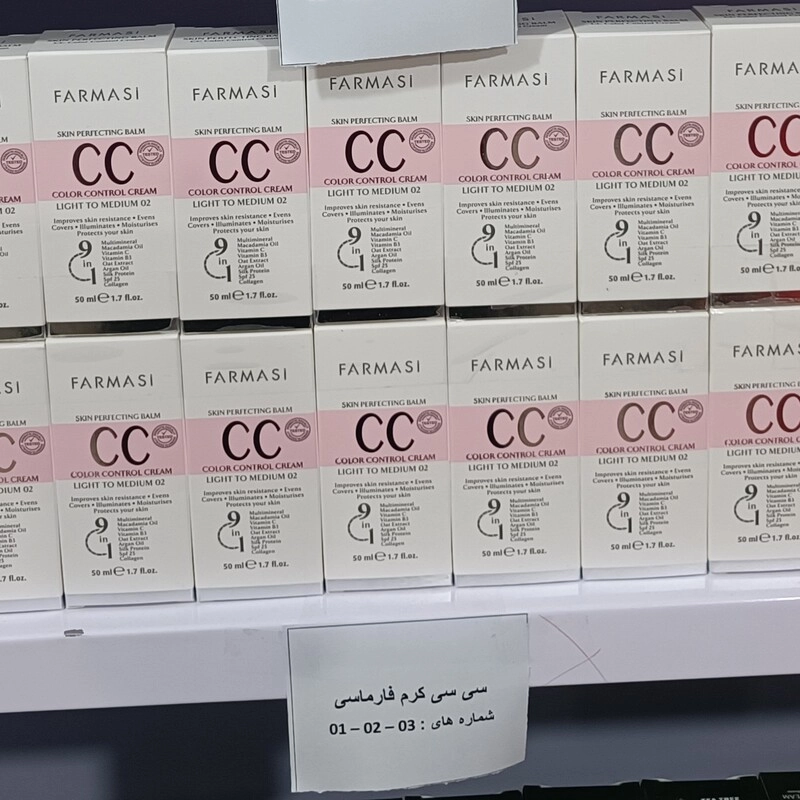 FARMASİ
SKIN PERFECTING BALM
CC
TESTED
COLOR CONTROL CREAM
LIGHT TO MEDIUM 02
Improves skin resistance • Evens
Covers • Illuminates • Moisturises
Protects your skin
9 in 1
Multimineral
Macadamia Oil
Vitamin C
Vitamin B3
Oat Extract
Argan Oil
Silk Protein
Spf 25
Collagen
50 ml ℮ 1.7 fl.oz.
سی سی کرم فارماسی
شماره های : 03 – 02 – 01